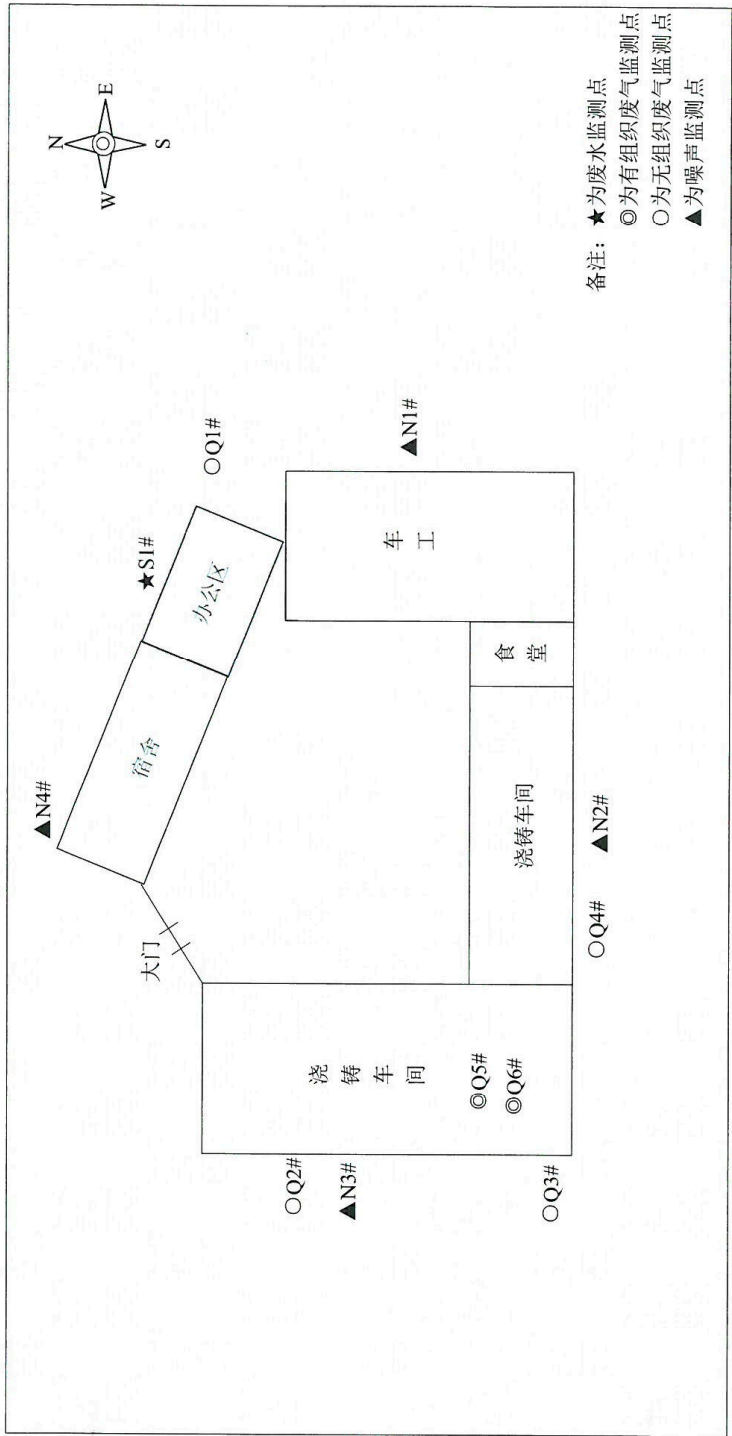 N
W
E
S
▲N4#
宿舍
★S1#
办公区
○Q1#
大门
浇
铸
车
间
◎Q5#
◎Q6#
○Q2#
▲N3#
○Q3#
浇铸车间
食
堂
车
工
▲N1#
○Q4#
▲N2#
备注：★为废水监测点
◎为有组织废气监测点
○为无组织废气监测点
▲为噪声监测点